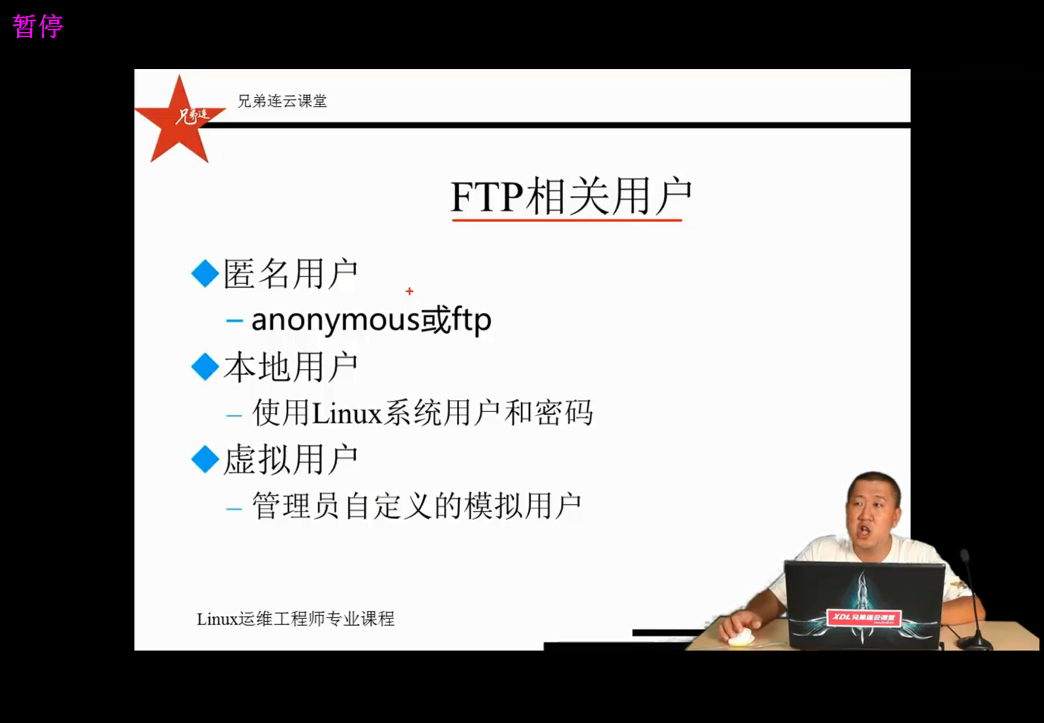 暂停
兄弟连
兄弟连云课堂
FTP相关用户
匿名用户
– anonymous或ftp
本地用户
– 使用Linux系统用户和密码
虚拟用户
– 管理员自定义的模拟用户
Linux运维工程师专业课程
XDL兄弟连云课堂